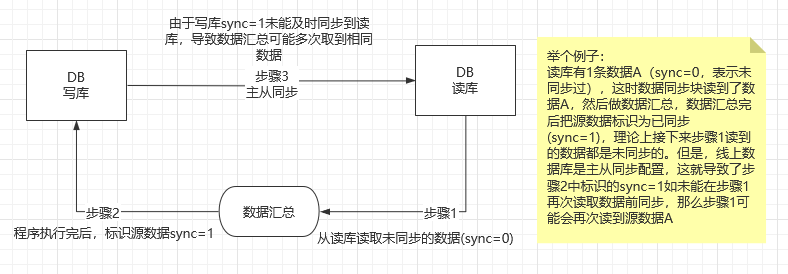 由于写库sync=1未能及时同步到读
库，导致数据汇总可能多次取到相同
数据
步骤3
主从同步
DB
写库
DB
读库
步骤2
数据汇总
步骤1
程序执行完后，标识源数据sync=1
从读库读取未同步的数据(sync=0)
举个例子：
读库有1条数据A（sync=0，表示未
同步过），这时数据同步块读到了数
据A，然后做数据汇总，数据汇总完
后把源数据标识为已同步
(sync=1)，理论上接下来步骤1读到
的数据都是未同步的。但是，线上数
据库是主从同步配置，这就导致了步
骤2中标识的sync=1如未能在步骤1
再次读取数据前同步，那么步骤1可
能会再次读到源数据A